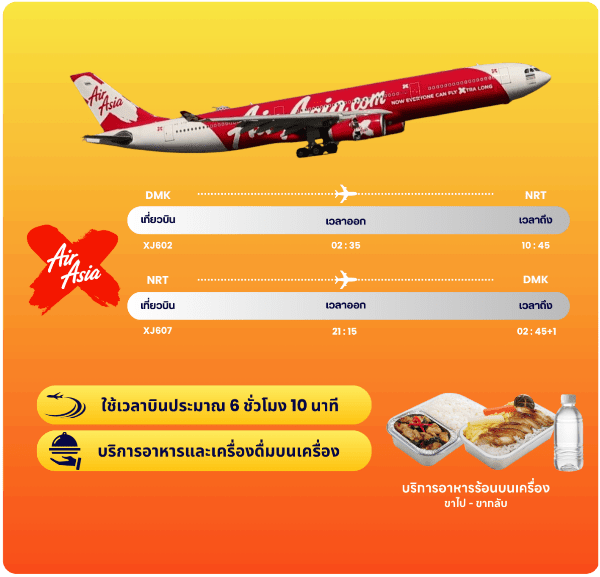 Air
Asia
AirAsia.com
NOW EVERYONE CAN FLY XTRA LONG
DMK NRT
เที่ยวบิน เวลาออก เวลาถึง
XJ602 02 : 35 10 : 45
Air
Asia
NRT DMK
เที่ยวบิน เวลาออก เวลาถึง
XJ607 21 : 15 02 : 45+1
ใช้เวลาบินประมาณ 6 ชั่วโมง 10 นาที
บริการอาหารและเครื่องดื่มบนเครื่อง
บริการอาหารร้อนบนเครื่อง
ขาไป - ขากลับ